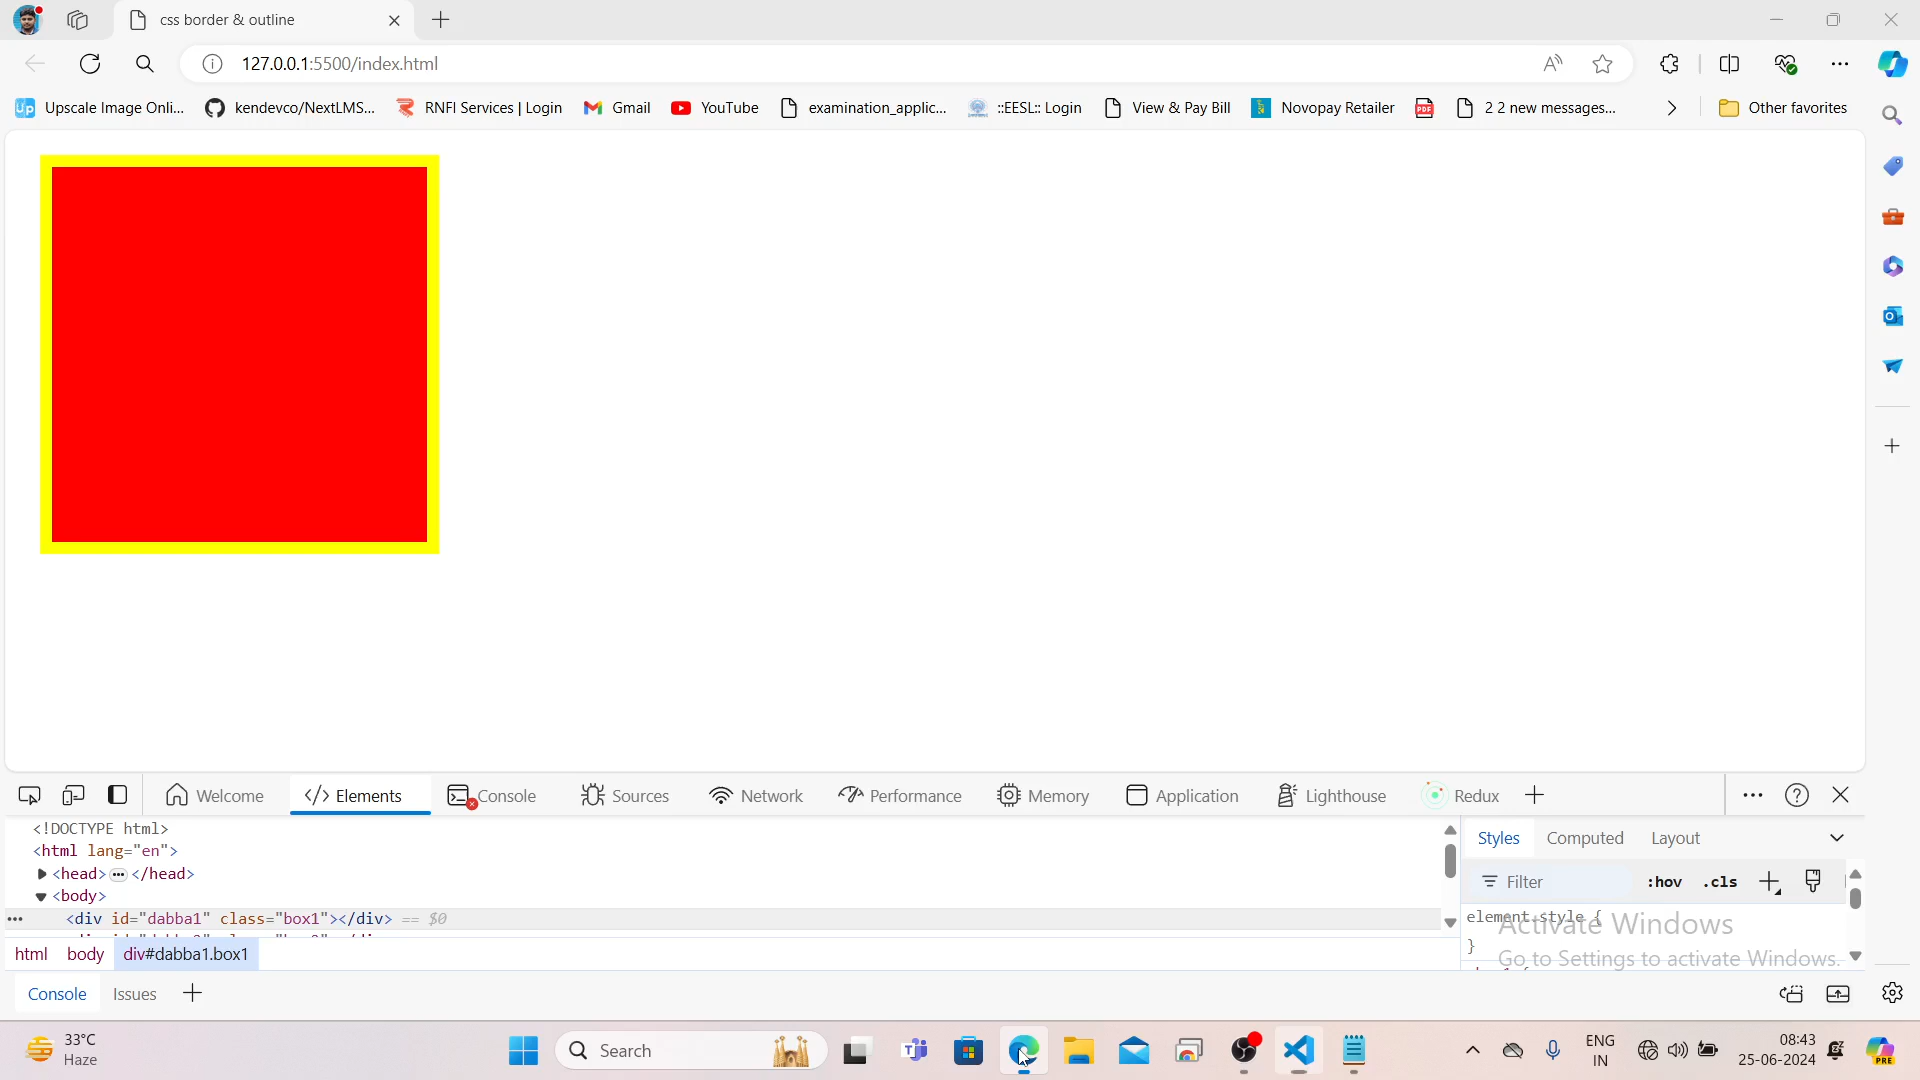 css border & outline
127.0.0.1:5500/index.html
Upscale Image Onli... kendevco/NextLMS... RNFI Services | Login Gmail YouTube examination_applic... ::EESL:: Login View & Pay Bill Novopay Retailer 2 2 new messages... Other favorites
Welcome Elements Console Sources Network Performance Memory Application Lighthouse Redux
<!DOCTYPE html>
<html lang="en">
<head> ... </head>
<body>
<div id="dabba1" class="box1"></div> == $0
html body div#dabba1.box1
Styles Computed Layout
Filter :hov .cls
element.style {
}
Activate Windows
Go to Settings to activate Windows.
Console Issues
33°C
Haze
Search
ENG
IN
08:43
25-06-2024
PRE